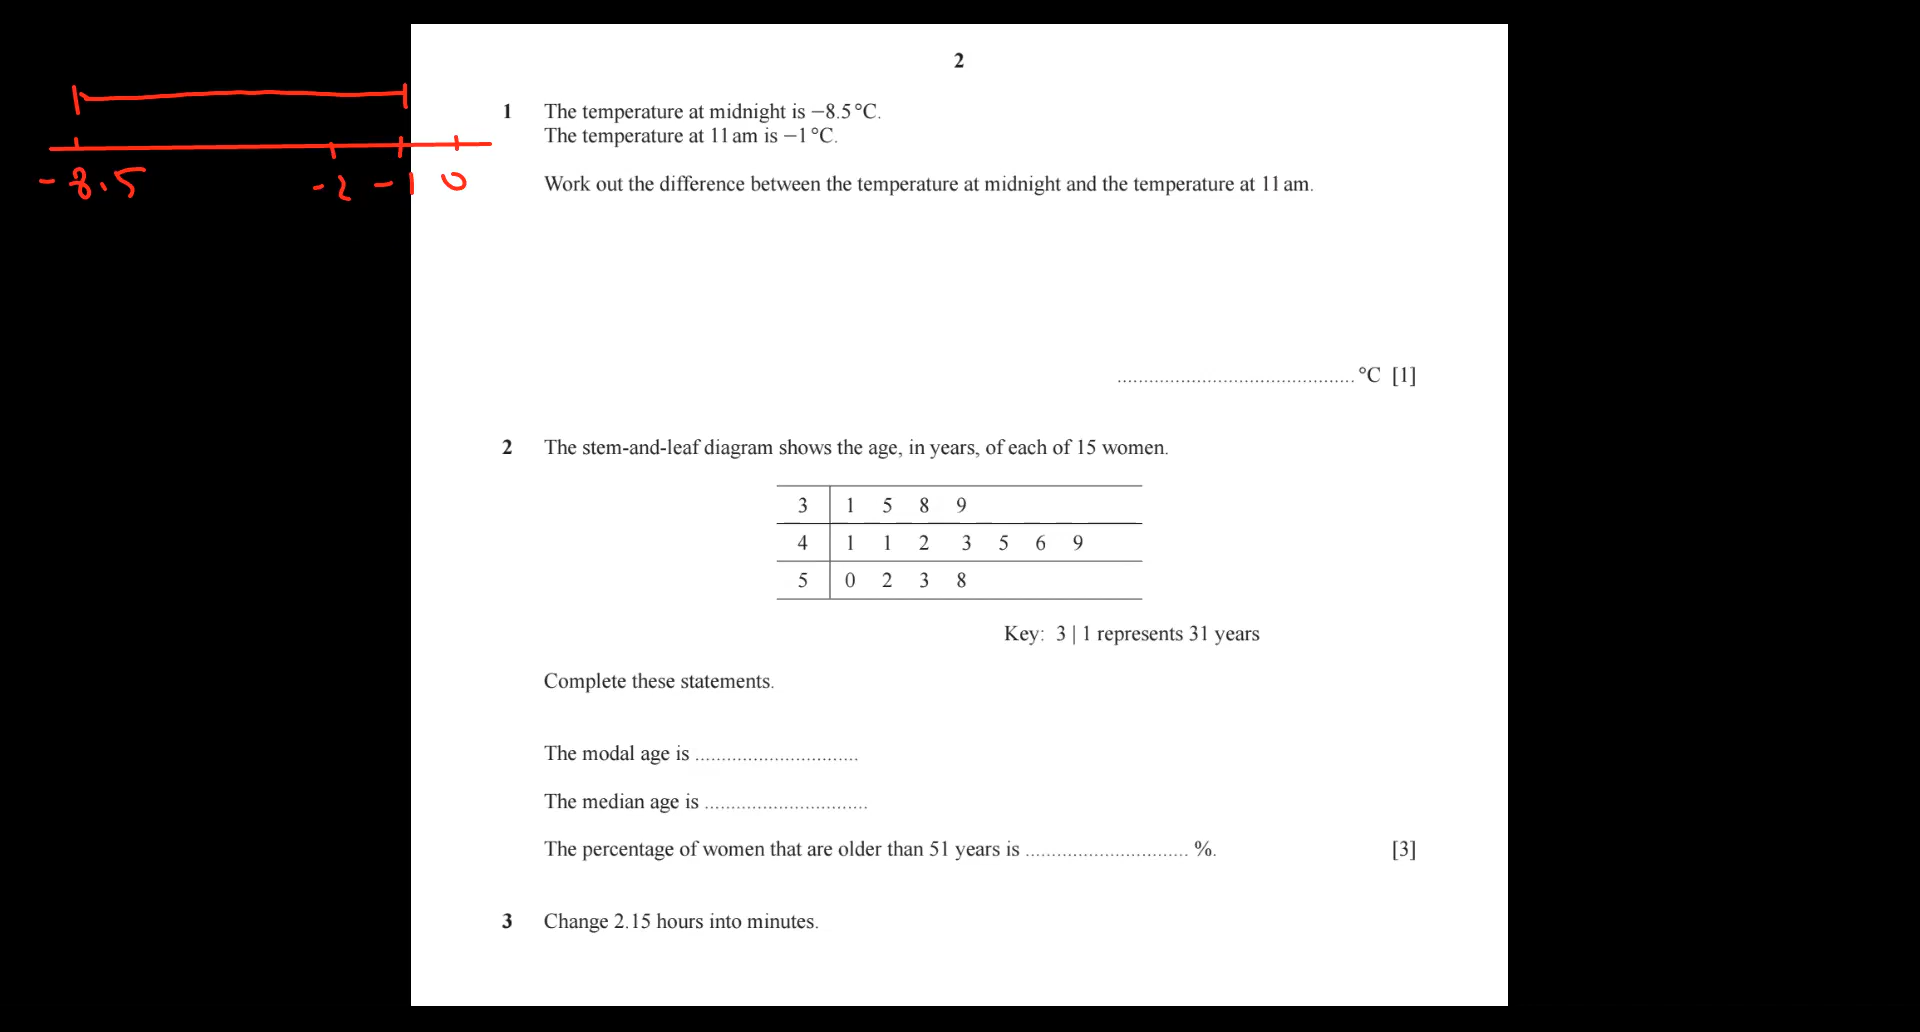 2
1 The temperature at midnight is −8.5 °C.
The temperature at 11 am is −1 °C.
-8.5 -2 -1 0
Work out the difference between the temperature at midnight and the temperature at 11 am.
............................................. °C [1]
2 The stem-and-leaf diagram shows the age, in years, of each of 15 women.
3 1 5 8 9
4 1 1 2 3 5 6 9
5 0 2 3 8
Key: 3 | 1 represents 31 years
Complete these statements.
The modal age is ...............................
The median age is ...............................
The percentage of women that are older than 51 years is ............................... %. [3]
3 Change 2.15 hours into minutes.